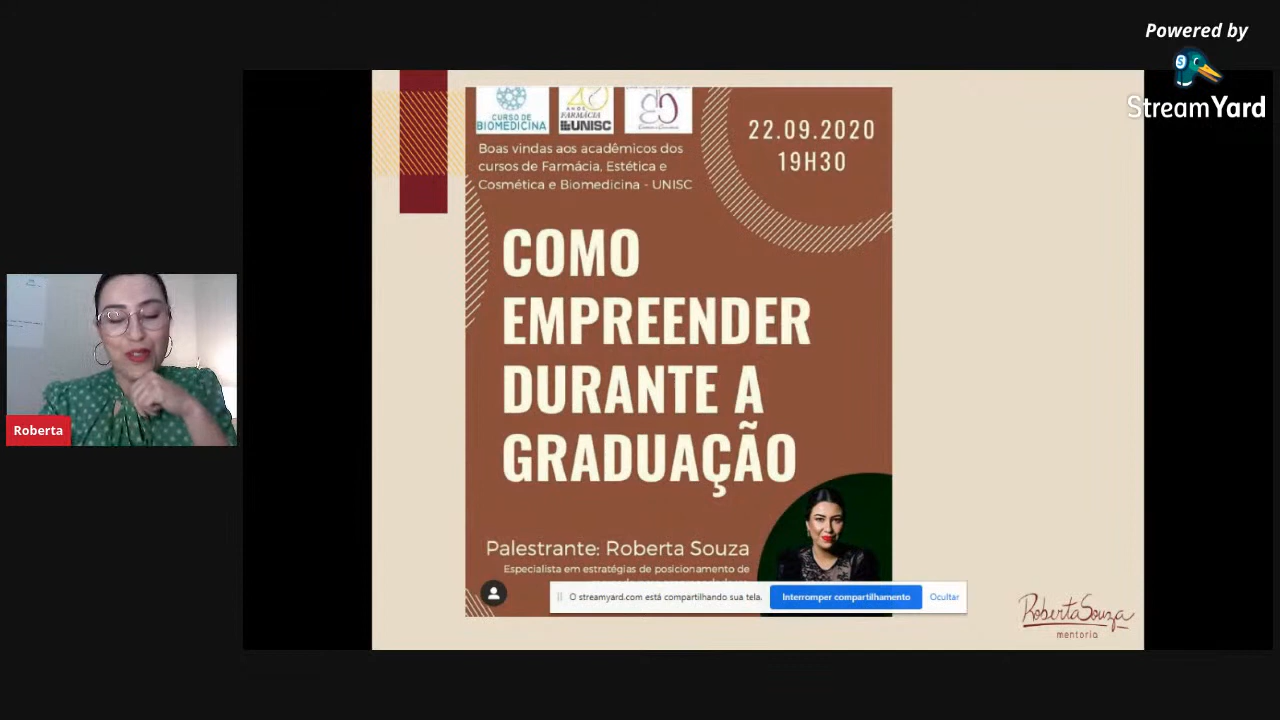 Powered by
StreamYard
CURSO DE
BIOMEDICINA
ANOS
FARMÁCIA
UNISC
22.09.2020
19H30
Boas vindas aos acadêmicos dos
cursos de Farmácia, Estética e
Cosmética e Biomedicina - UNISC
COMO
EMPREENDER
DURANTE A
GRADUAÇÃO
Roberta
Palestrante: Roberta Souza
Especialista em estratégias de posicionamento de
O streamyard.com está compartilhando sua tela.
Interromper compartilhamento
Ocultar
Roberta Souza
mentoria